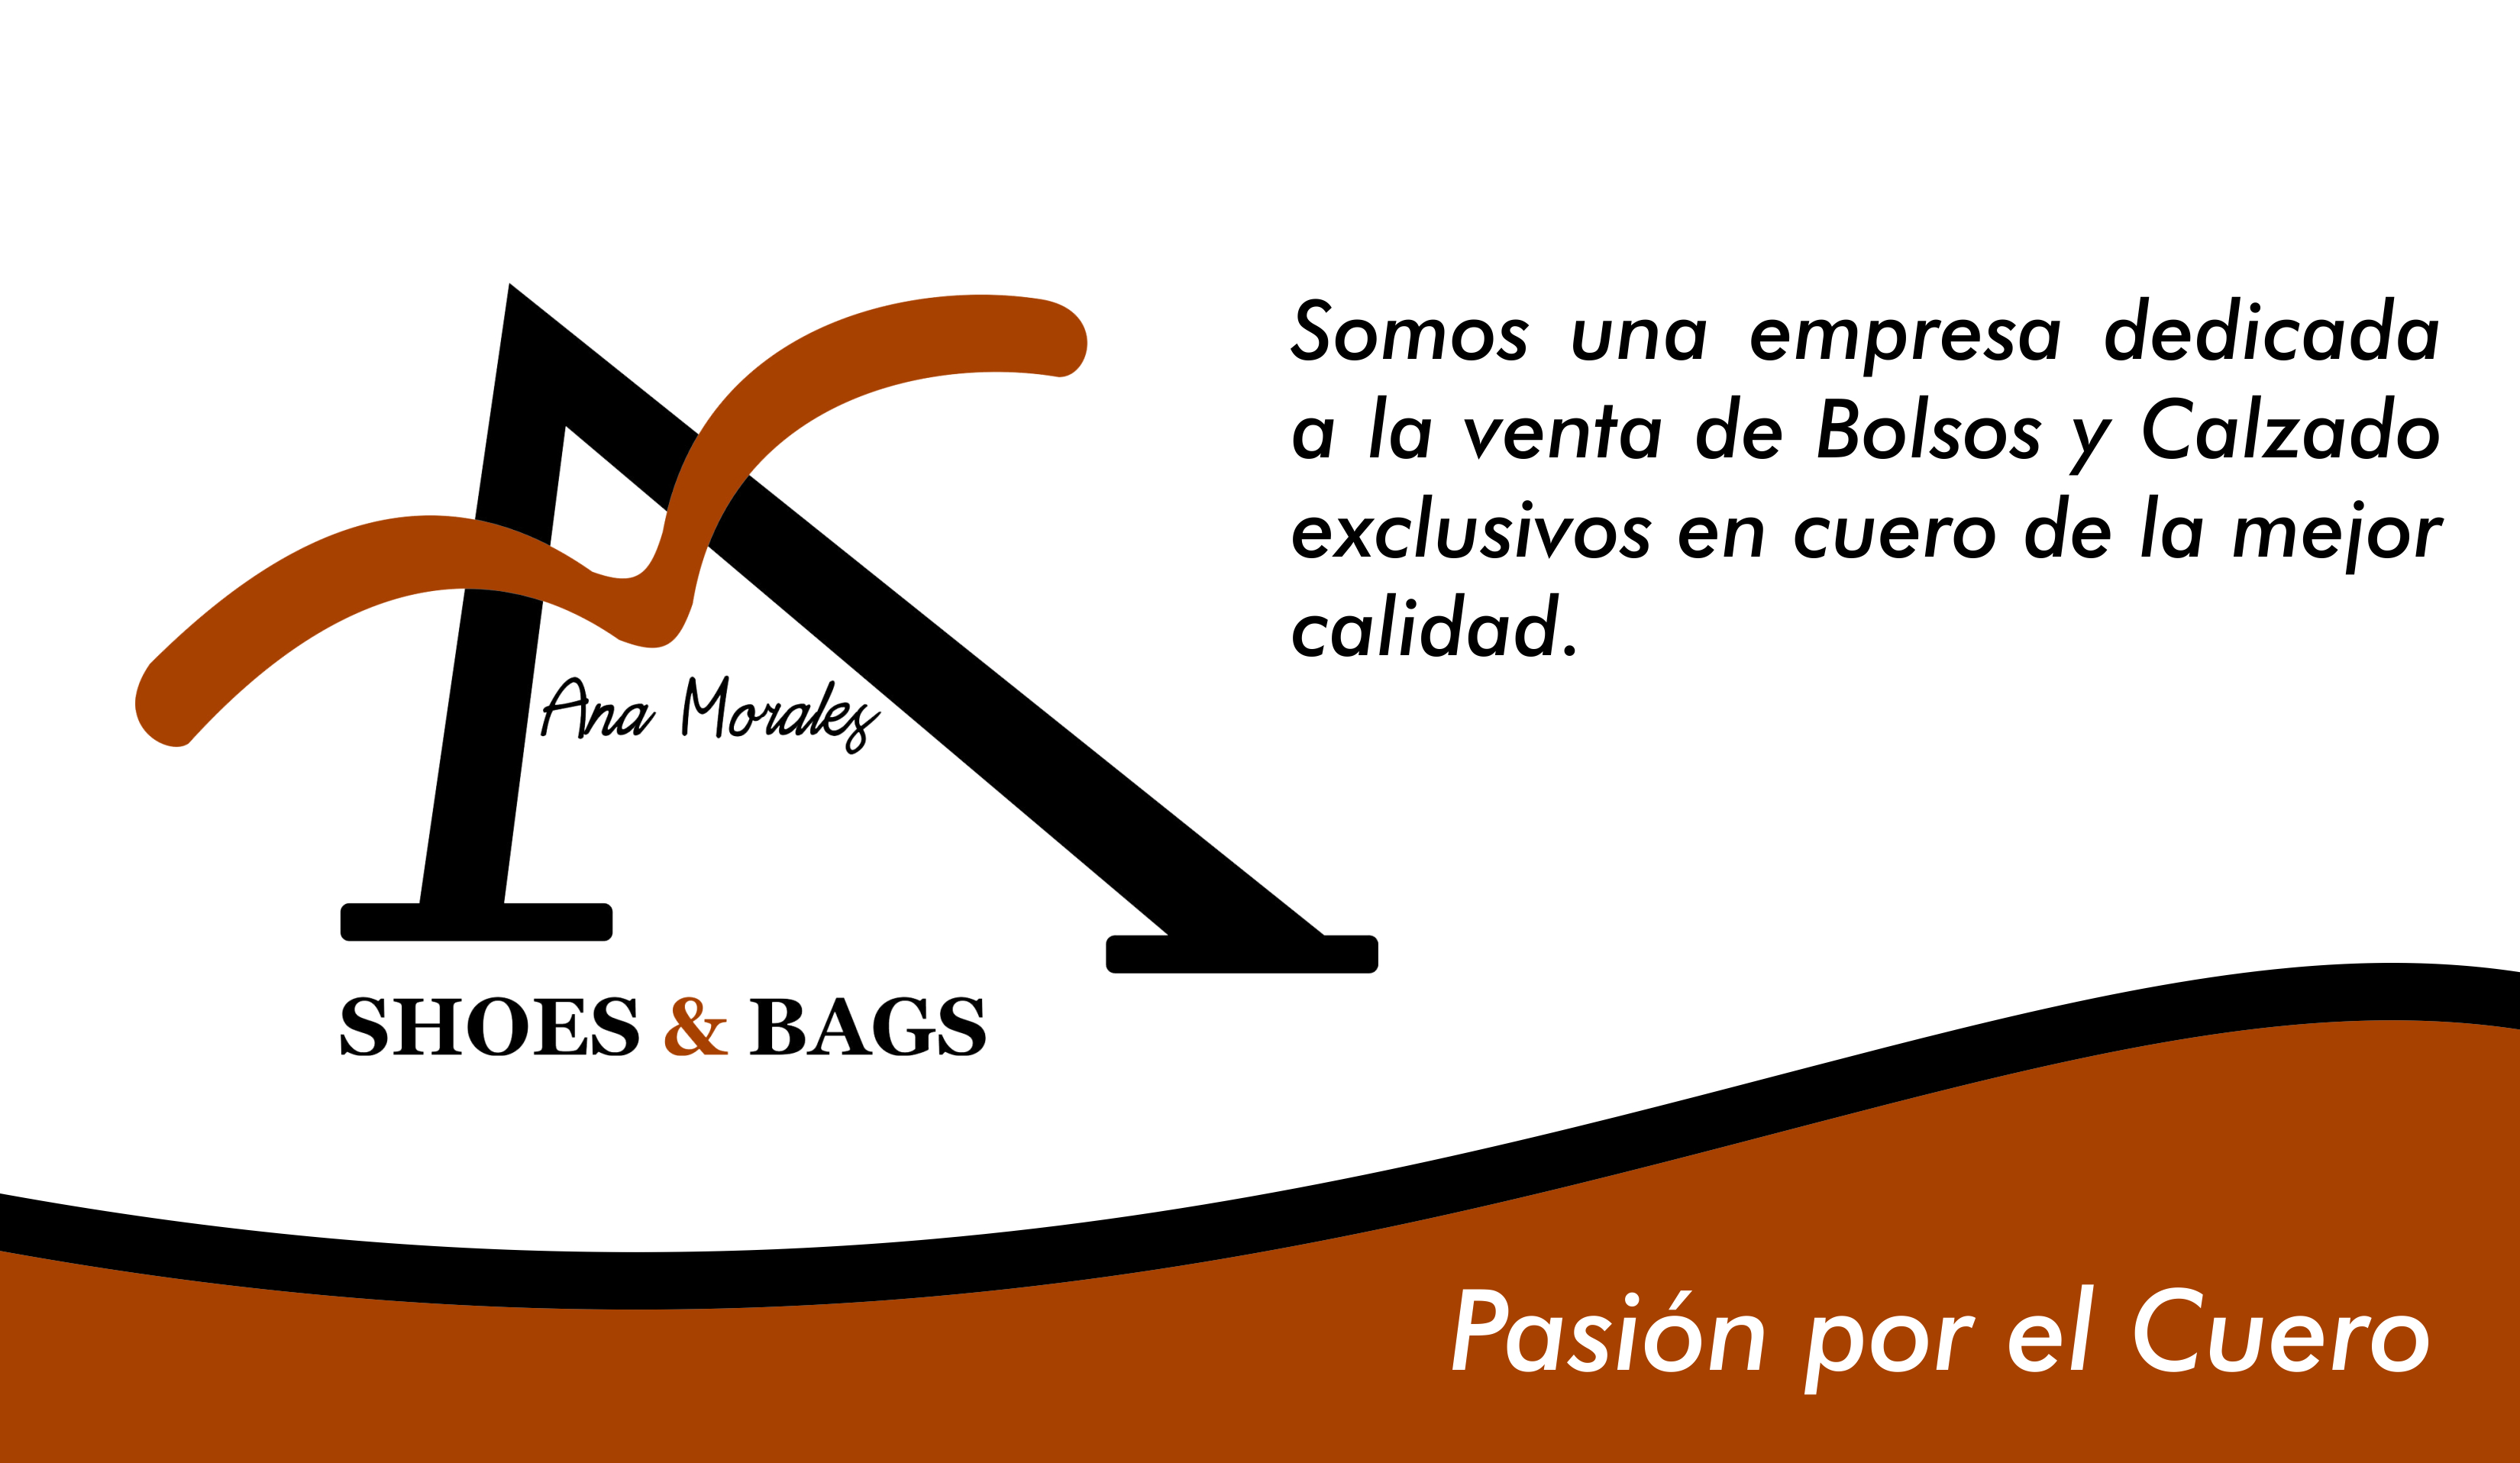 Somos una empresa dedicada
a la venta de Bolsos y Calzado
exclusivos en cuero de la mejor
calidad.
Ana Morales
SHOES & BAGS
Pasión por el Cuero